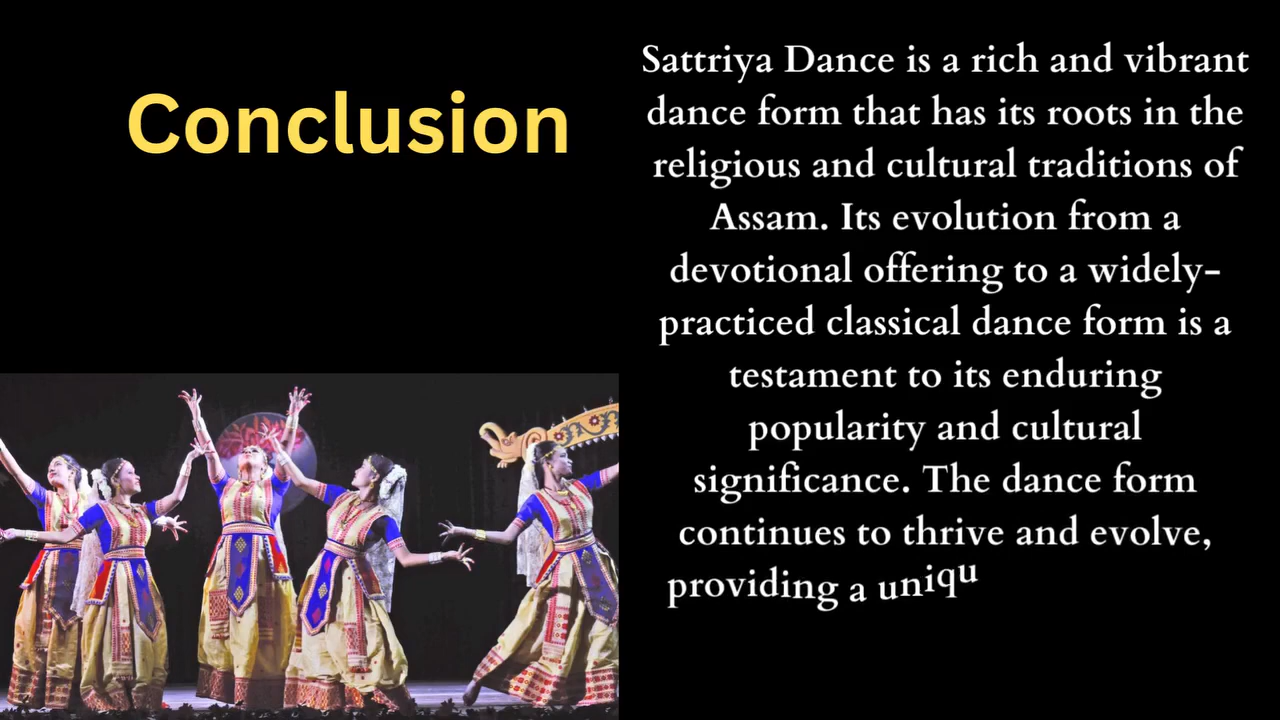 Conclusion
Sattriya Dance is a rich and vibrant
dance form that has its roots in the
religious and cultural traditions of
Assam. Its evolution from a
devotional offering to a widely-
practiced classical dance form is a
testament to its enduring
popularity and cultural
significance. The dance form
continues to thrive and evolve,
providing a uniqu